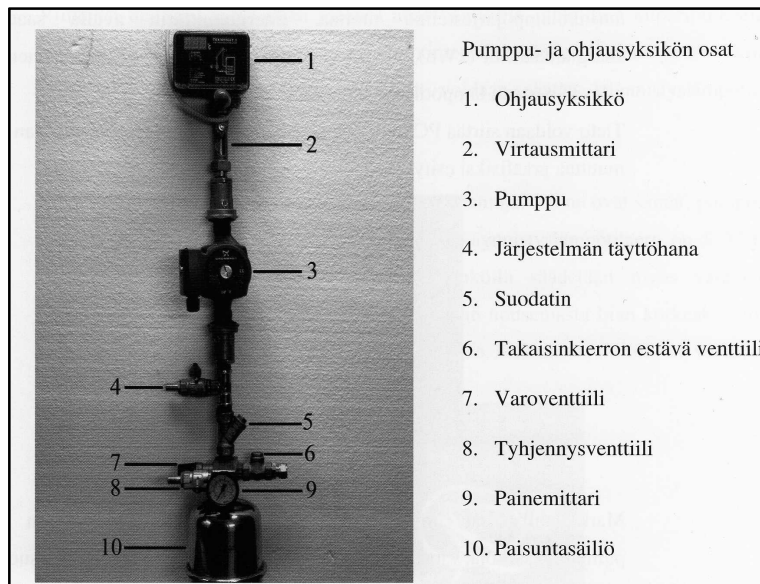 Pumppu- ja ohjausyksikön osat
1. Ohjausyksikkö
2. Virtausmittari
3. Pumppu
4. Järjestelmän täyttöhana
5. Suodatin
6. Takaisinkierron estävä venttiili
7. Varoventtiili
8. Tyhjennysventtiili
9. Painemittari
10. Paisuntasäiliö
1
2
3
4
5
6
7
8
9
10